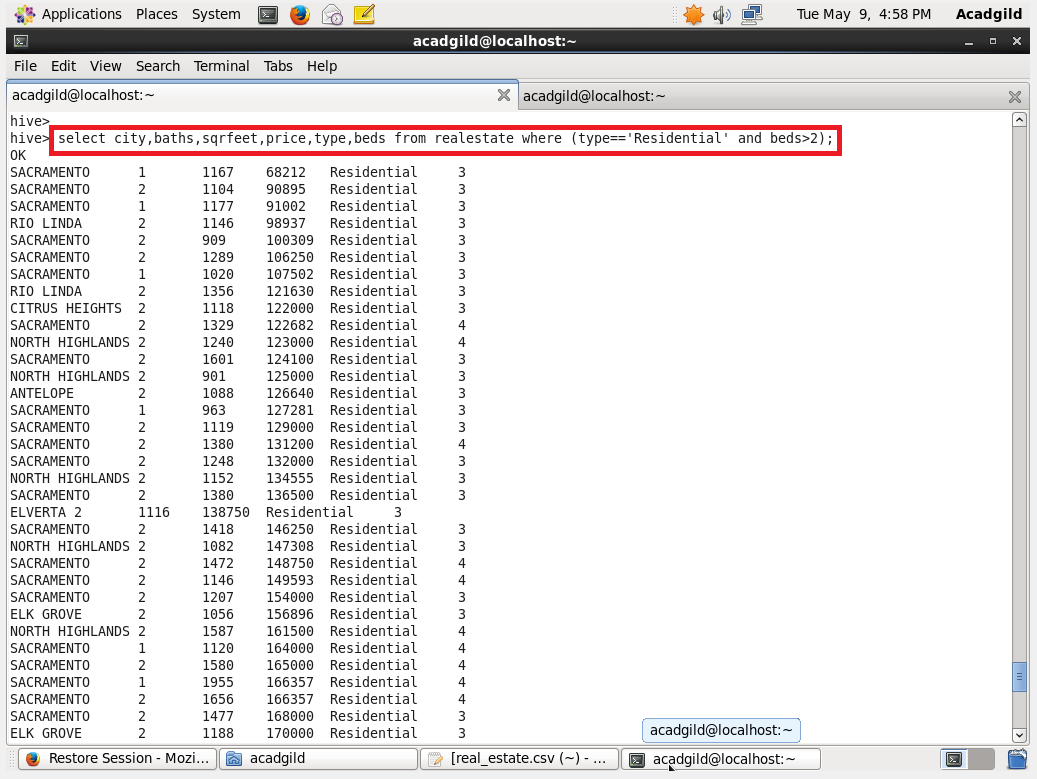 Applications Places System Tue May 9, 4:58 PM Acadgild
acadgild@localhost:~
File Edit View Search Terminal Tabs Help
acadgild@localhost:~ acadgild@localhost:~
hive>
hive> select city,baths,sqrfeet,price,type,beds from realestate where (type=='Residential' and beds>2);
OK
SACRAMENTO 1 1167 68212 Residential 3
SACRAMENTO 2 1104 90895 Residential 3
SACRAMENTO 1 1177 91002 Residential 3
RIO LINDA 2 1146 98937 Residential 3
SACRAMENTO 2 909 100309 Residential 3
SACRAMENTO 2 1289 106250 Residential 3
SACRAMENTO 1 1020 107502 Residential 3
RIO LINDA 2 1356 121630 Residential 3
CITRUS HEIGHTS 2 1118 122000 Residential 3
SACRAMENTO 2 1329 122682 Residential 4
NORTH HIGHLANDS 2 1240 123000 Residential 4
SACRAMENTO 2 1601 124100 Residential 3
NORTH HIGHLANDS 2 901 125000 Residential 3
ANTELOPE 2 1088 126640 Residential 3
SACRAMENTO 1 963 127281 Residential 3
SACRAMENTO 2 1119 129000 Residential 3
SACRAMENTO 2 1380 131200 Residential 4
SACRAMENTO 2 1248 132000 Residential 3
NORTH HIGHLANDS 2 1152 134555 Residential 3
SACRAMENTO 2 1380 136500 Residential 3
ELVERTA 2 1116 138750 Residential 3
SACRAMENTO 2 1418 146250 Residential 3
NORTH HIGHLANDS 2 1082 147308 Residential 3
SACRAMENTO 2 1472 148750 Residential 4
SACRAMENTO 2 1146 149593 Residential 4
SACRAMENTO 2 1207 154000 Residential 3
ELK GROVE 2 1056 156896 Residential 3
NORTH HIGHLANDS 2 1587 161500 Residential 4
SACRAMENTO 1 1120 164000 Residential 4
SACRAMENTO 2 1580 165000 Residential 4
SACRAMENTO 1 1955 166357 Residential 4
SACRAMENTO 2 1656 166357 Residential 4
SACRAMENTO 2 1477 168000 Residential 3
ELK GROVE 2 1188 170000 Residential 3
acadgild@localhost:~
Restore Session - Mozi... acadgild [real_estate.csv (~) - ... acadgild@localhost:~